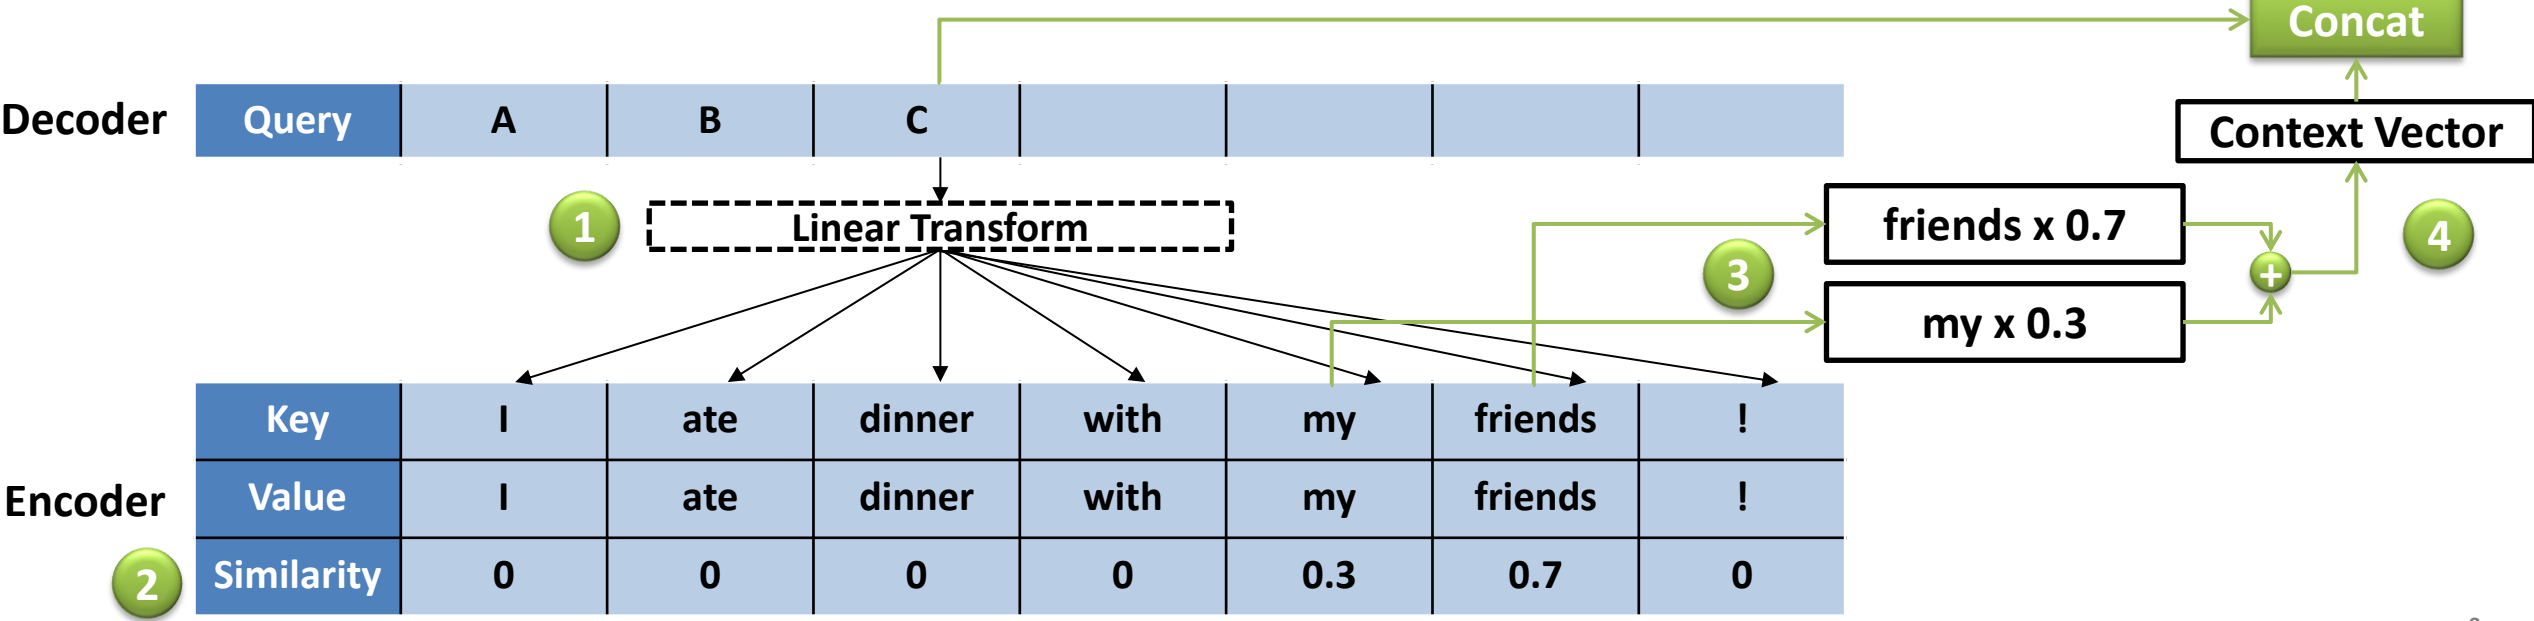 Concat
Decoder Query A B C
Context Vector
1 Linear Transform
friends x 0.7
4
3
+
my x 0.3
Key I ate dinner with my friends !
Encoder Value I ate dinner with my friends !
2 Similarity 0 0 0 0 0.3 0.7 0